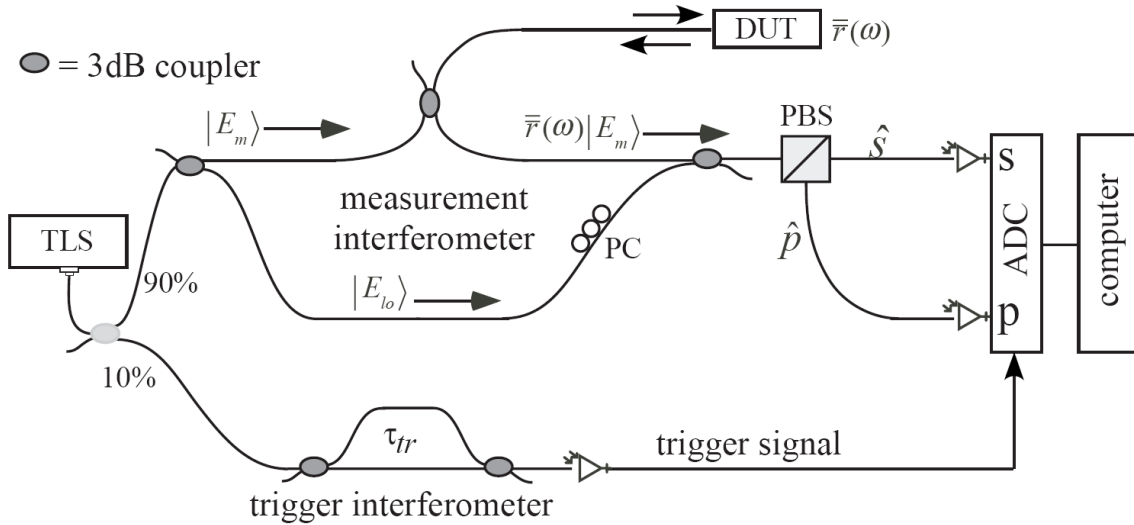 DUT
r̿(ω)
= 3dB coupler
|E_m⟩
r̿(ω)|E_m⟩
PBS
ŝ
s
measurement
interferometer
PC
p̂
ADC
computer
TLS
90%
|E_lo⟩
p
10%
τ_tr
trigger signal
trigger interferometer